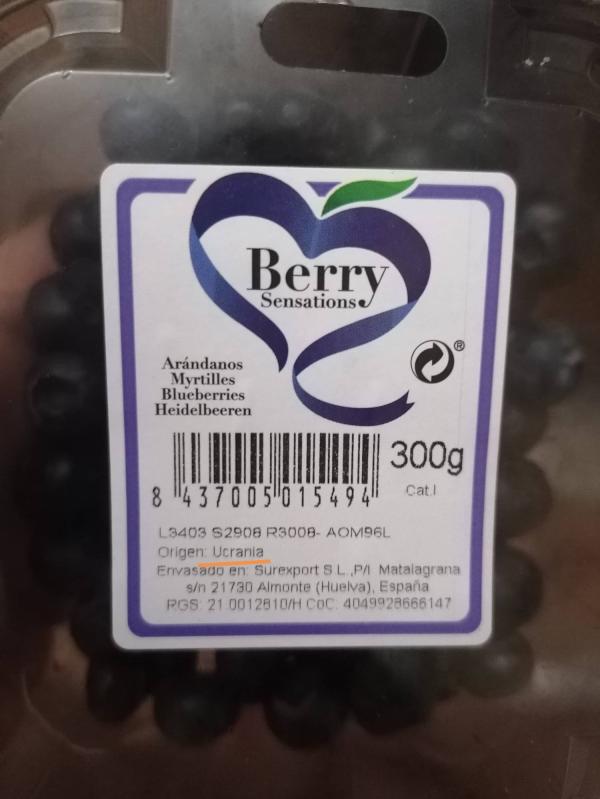 Berry
Sensations
Arándanos
Myrtilles
Blueberries
Heidelbeeren
®
300g
Cat.I
8 437005 015494
L3403 S2908 R3008- AOM96L
Origen: Ucrania
Envasado en: Surexport S L .,P/I Matalagrana
s/n 21730 Almonte (Huelva), España
RGS: 21.0012810/H CoC: 4049928666147